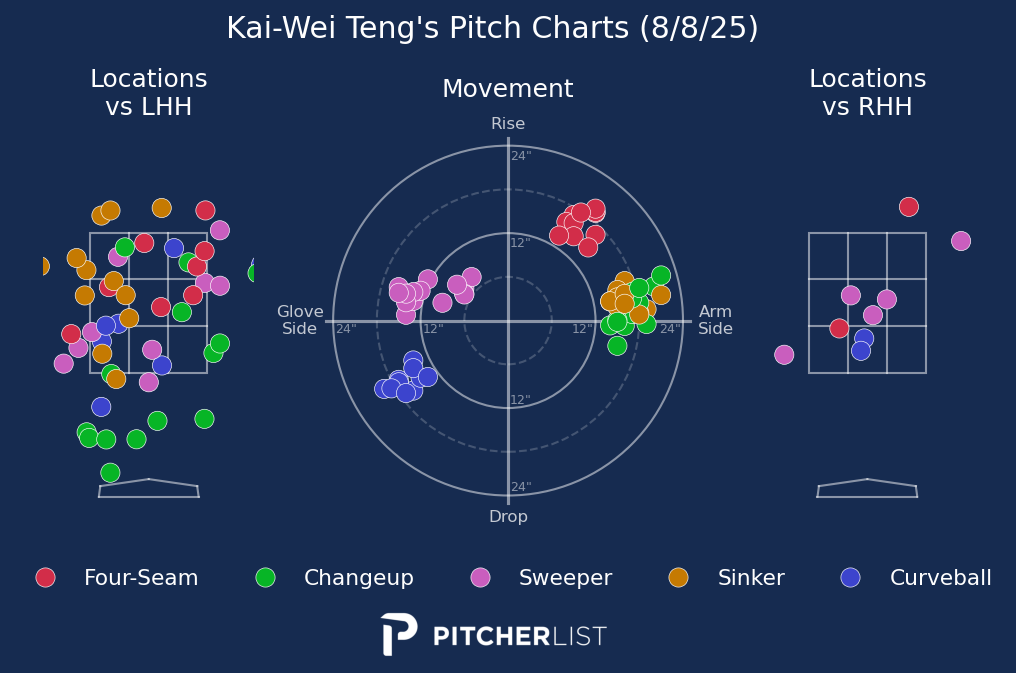 Kai-Wei Teng's Pitch Charts (8/8/25)
Locations
vs LHH
Movement
Locations
vs RHH
Rise
24"
12"
Glove
Side
24"
12"
12"
24"
Arm
Side
12"
24"
Drop
Four-Seam
Changeup
Sweeper
Sinker
Curveball
PITCHERLIST